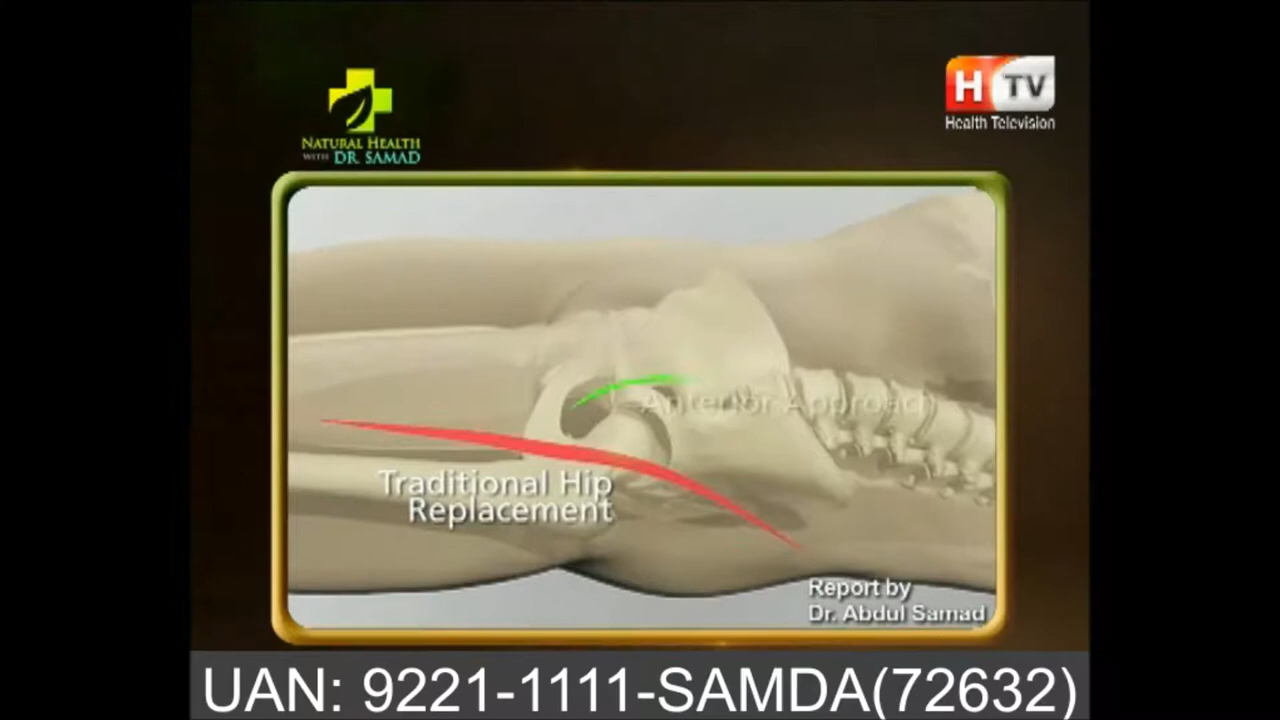 NATURAL HEALTH
WITH DR. SAMAD
H TV
Health Television
Anterior Approach
Traditional Hip
Replacement
Report by
Dr. Abdul Samad
UAN: 9221-1111-SAMDA(72632)